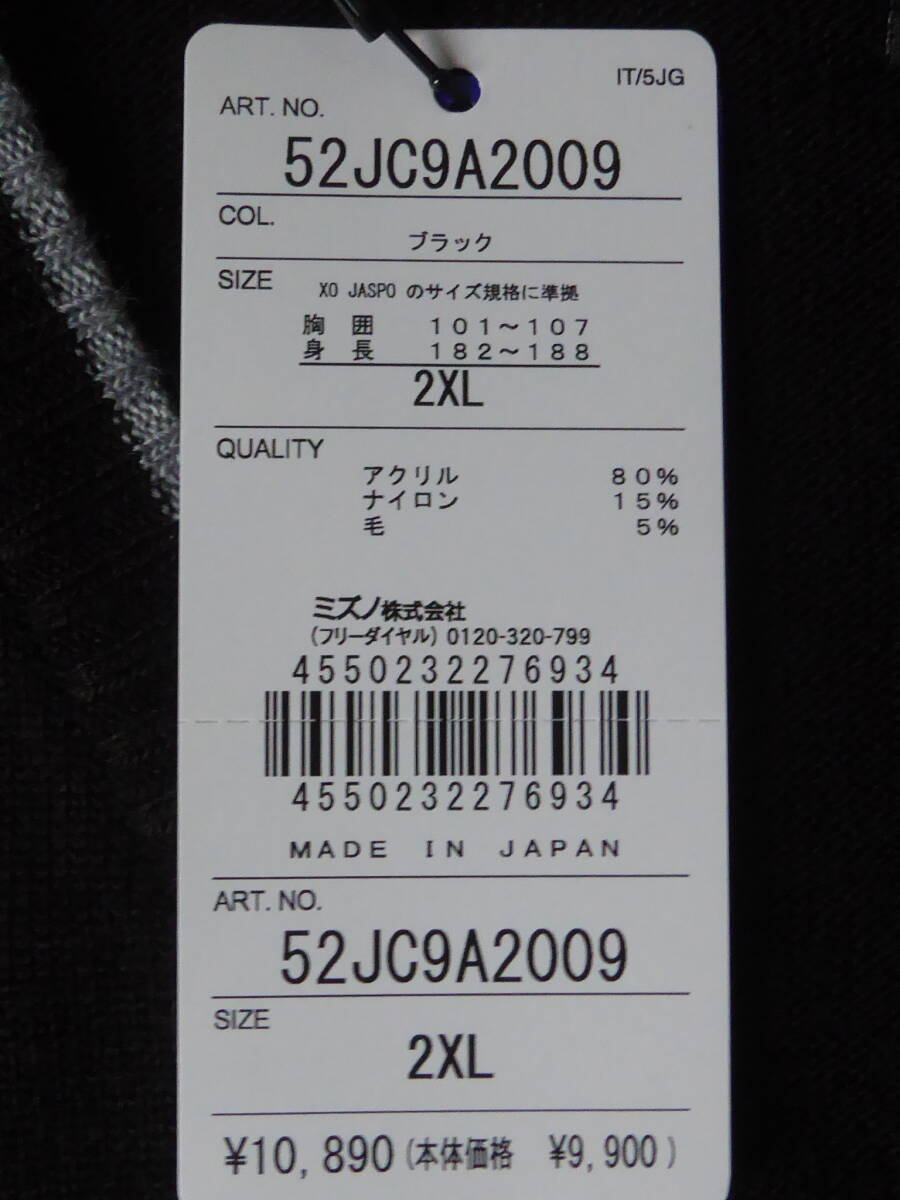 IT/5JG
ART. NO.
52JC9A2009
COL.
ブラック
SIZE
XO JASPO のサイズ規格に準拠
胸 囲 101～107
身 長 182～188
2XL
QUALITY
アクリル 80%
ナイロン 15%
毛 5%
ミズノ株式会社
(フリーダイヤル) 0120-320-799
4550232276934
4550232276934
MADE IN JAPAN
ART. NO.
52JC9A2009
SIZE
2XL
¥10,890(本体価格 ¥9,900)